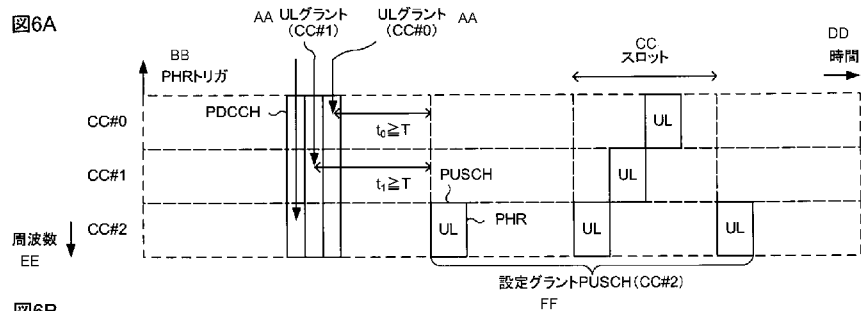 図6A
AA ULグラント
(CC#1)
ULグラント AA
(CC#0)
BB
PHRトリガ
CC
スロット
DD
時間
PDCCH
CC#0
t₀≧T
UL
CC#1
t₁≧T
UL
PUSCH
CC#2
UL
PHR
UL
UL
周波数
EE
設定グラントPUSCH(CC#2)
FF
図6B